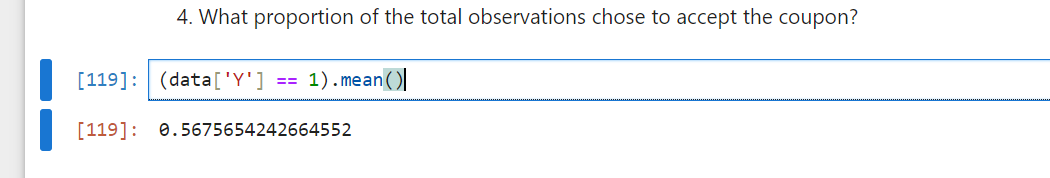 4. What proportion of the total observations chose to accept the coupon?
[119]: (data['Y'] == 1).mean()
[119]: 0.5675654242664552